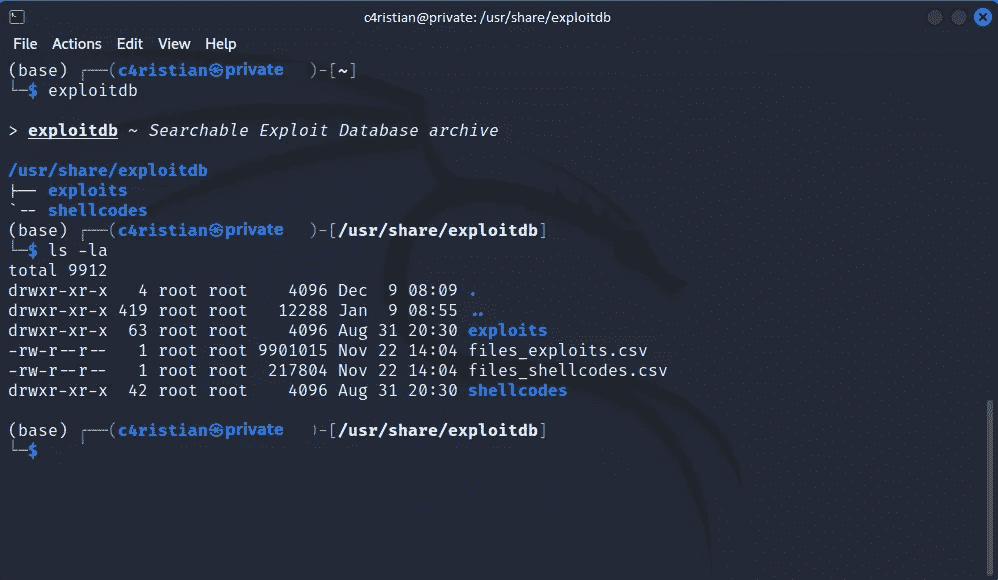 c4ristian@private: /usr/share/exploitdb
File Actions Edit View Help
(base) ┌──(c4ristian㉿private )-[~]
└─$ exploitdb
> exploitdb ~ Searchable Exploit Database archive
/usr/share/exploitdb
├── exploits
`-- shellcodes
(base) ┌──(c4ristian㉿private )-[/usr/share/exploitdb]
└─$ ls -la
total 9912
drwxr-xr-x   4 root root    4096 Dec  9 08:09 .
drwxr-xr-x 419 root root   12288 Jan  9 08:55 ..
drwxr-xr-x  63 root root    4096 Aug 31 20:30 exploits
-rw-r--r--   1 root root 9901015 Nov 22 14:04 files_exploits.csv
-rw-r--r--   1 root root  217804 Nov 22 14:04 files_shellcodes.csv
drwxr-xr-x  42 root root    4096 Aug 31 20:30 shellcodes
(base) ┌──(c4ristian㉿private )-[/usr/share/exploitdb]
└─$